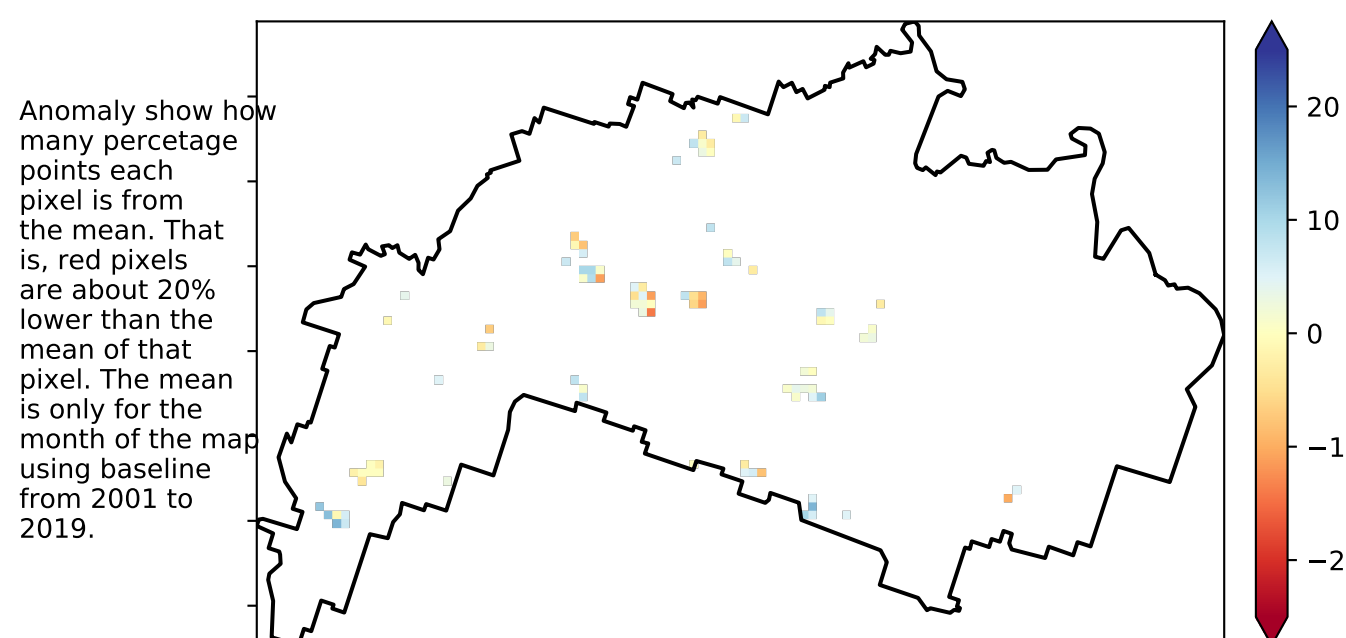 Anomaly show how
many percetage
points each
pixel is from
the mean. That
is, red pixels
are about 20%
lower than the
mean of that
pixel. The mean
is only for the
month of the map
using baseline
from 2001 to
2019.
20
10
0
−1
−2